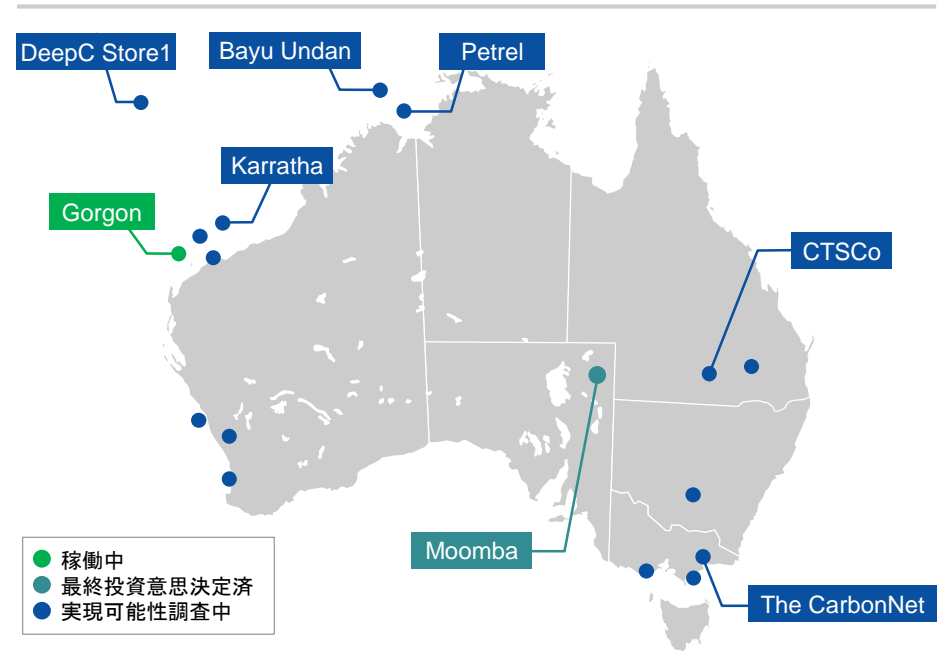 DeepC Store1
Bayu Undan
Petrel
Karratha
Gorgon
CTSCo
Moomba
The CarbonNet
稼働中
最終投資意思決定済
実現可能性調査中